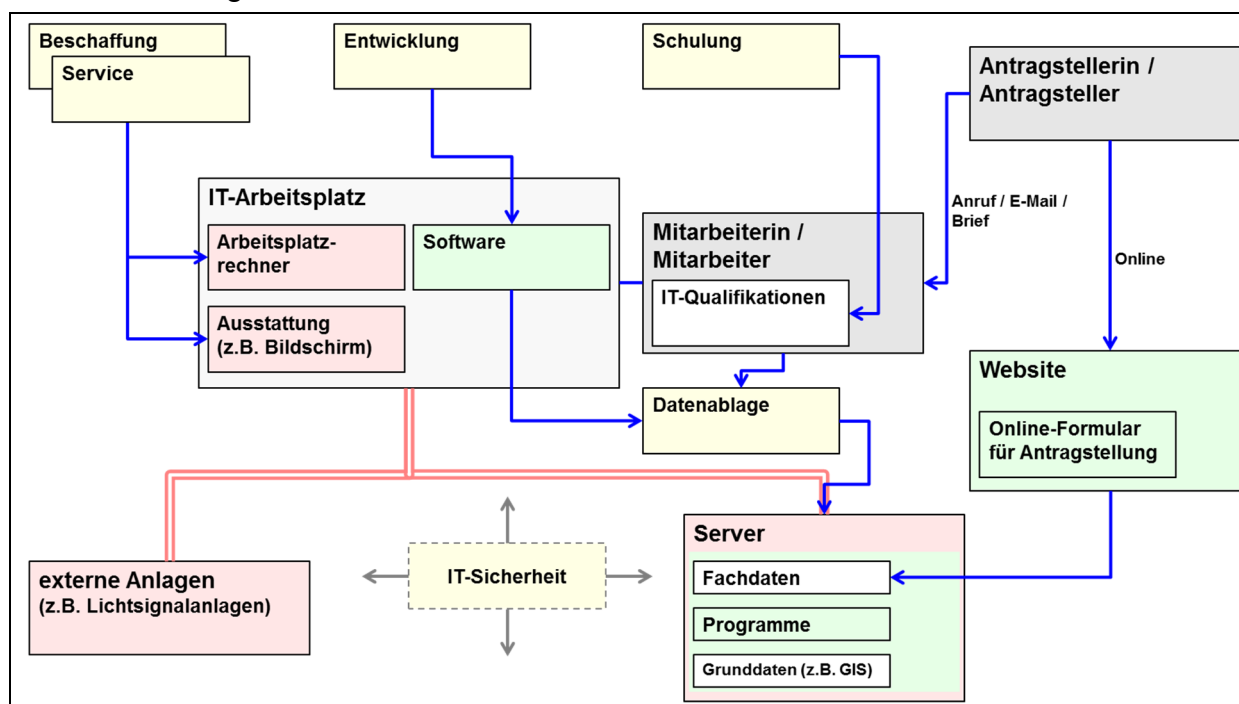 Beschaffung
Service
Entwicklung
Schulung
Antragstellerin /
Antragsteller
IT-Arbeitsplatz
Arbeitsplatz-
rechner
Software
Ausstattung
(z.B. Bildschirm)
Mitarbeiterin /
Mitarbeiter
IT-Qualifikationen
Anruf / E-Mail /
Brief
Online
Datenablage
Website
Online-Formular
für Antragstellung
externe Anlagen
(z.B. Lichtsignalanlagen)
IT-Sicherheit
Server
Fachdaten
Programme
Grunddaten (z.B. GIS)